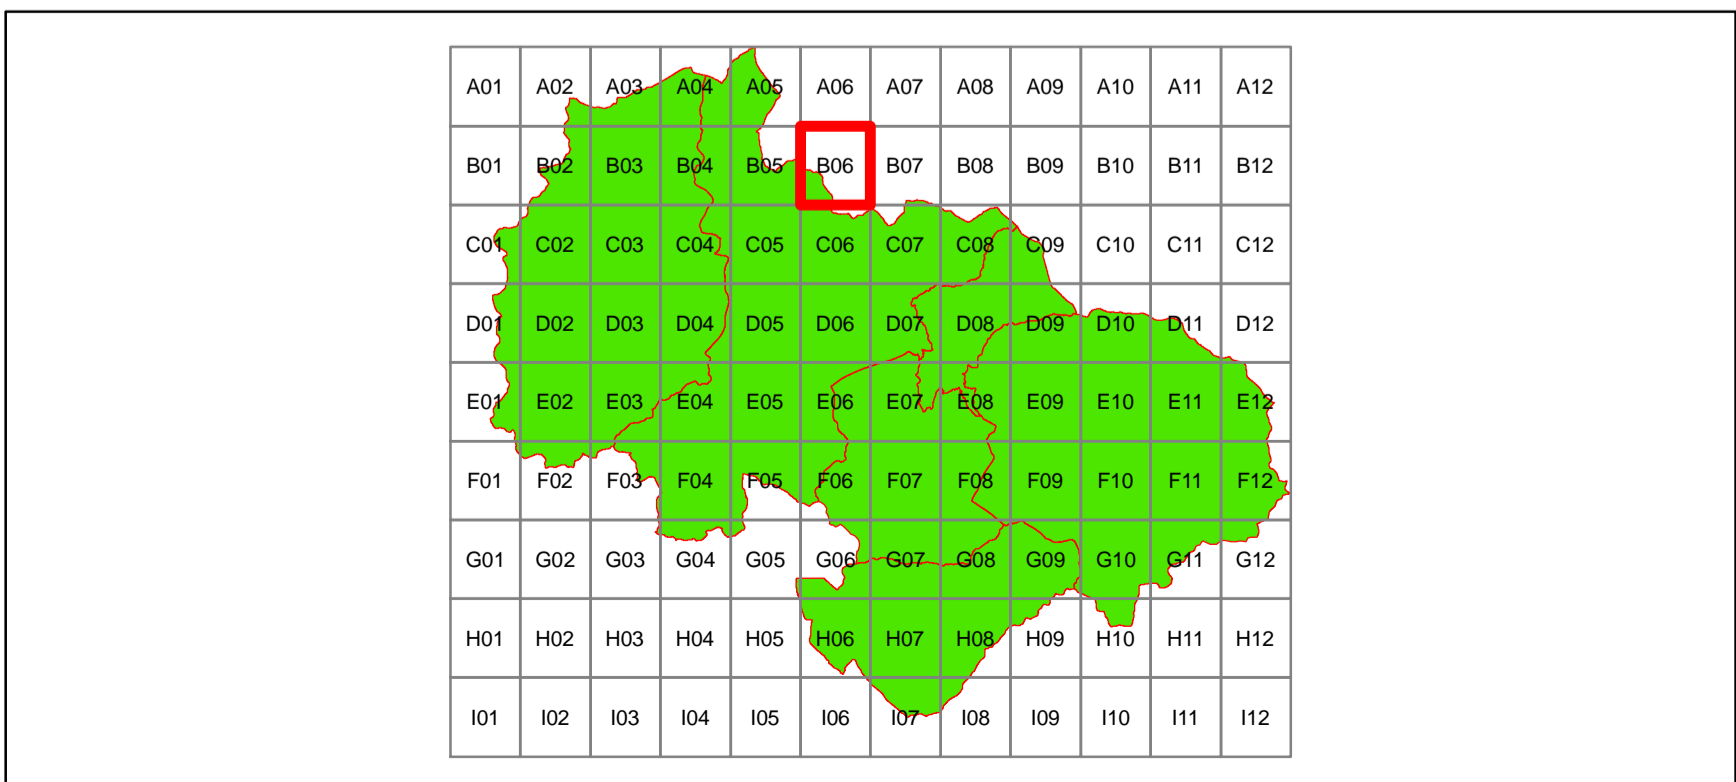 A01 A02 A03 A04 A05 A06 A07 A08 A09 A10 A11 A12
B01 B02 B03 B04 B05 B06 B07 B08 B09 B10 B11 B12
C01 C02 C03 C04 C05 C06 C07 C08 C09 C10 C11 C12
D01 D02 D03 D04 D05 D06 D07 D08 D09 D10 D11 D12
E01 E02 E03 E04 E05 E06 E07 E08 E09 E10 E11 E12
F01 F02 F03 F04 F05 F06 F07 F08 F09 F10 F11 F12
G01 G02 G03 G04 G05 G06 G07 G08 G09 G10 G11 G12
H01 H02 H03 H04 H05 H06 H07 H08 H09 H10 H11 H12
I01 I02 I03 I04 I05 I06 I07 I08 I09 I10 I11 I12